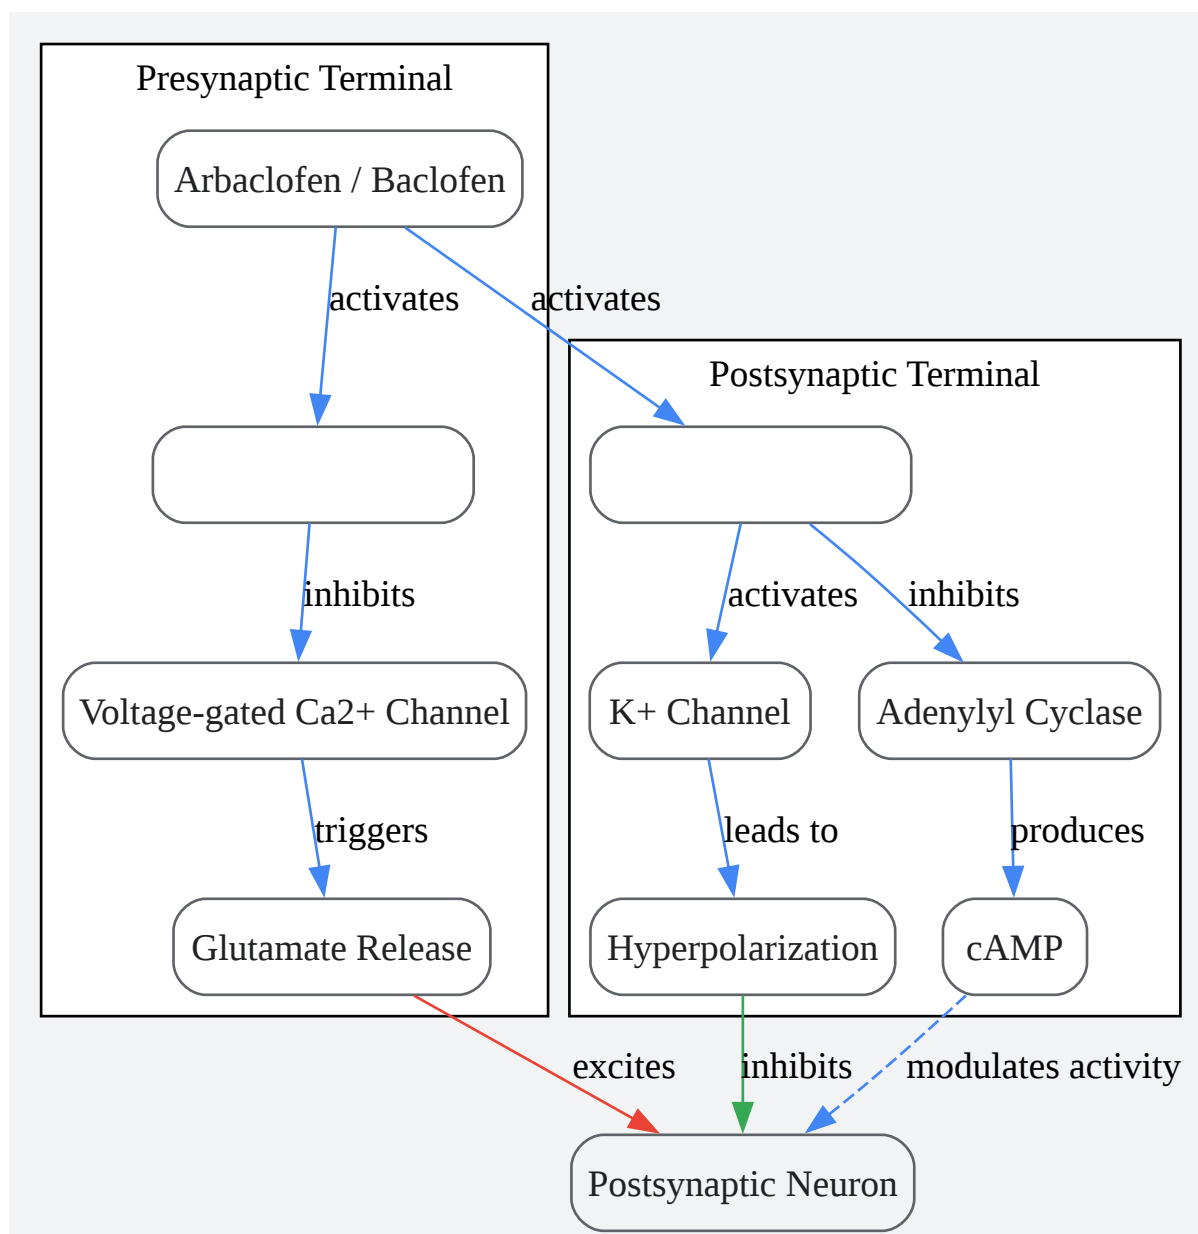 Presynaptic Terminal
Arbaclofen / Baclofen
activates
activates
Postsynaptic Terminal
inhibits
activates
inhibits
Voltage-gated Ca2+ Channel
K+ Channel
Adenylyl Cyclase
triggers
leads to
produces
Glutamate Release
Hyperpolarization
cAMP
excites
inhibits
modulates activity
Postsynaptic Neuron